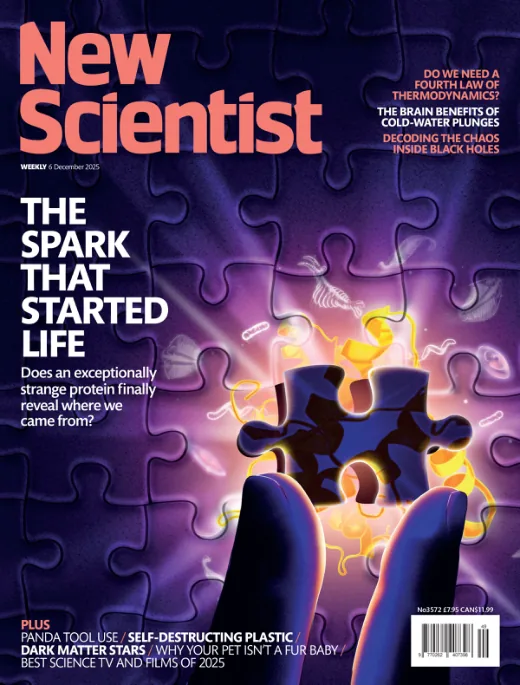 New
Scientist
WEEKLY 6 December 2025
DO WE NEED A
FOURTH LAW OF
THERMODYNAMICS?
THE BRAIN BENEFITS OF
COLD-WATER PLUNGES
DECODING THE CHAOS
INSIDE BLACK HOLES
THE
SPARK
THAT
STARTED
LIFE
Does an exceptionally
strange protein finally
reveal where we
came from?
PLUS
PANDA TOOL USE / SELF-DESTRUCTING PLASTIC /
DARK MATTER STARS / WHY YOUR PET ISN'T A FUR BABY /
BEST SCIENCE TV AND FILMS OF 2025
No3572 £7.95 CAN$11.99
49